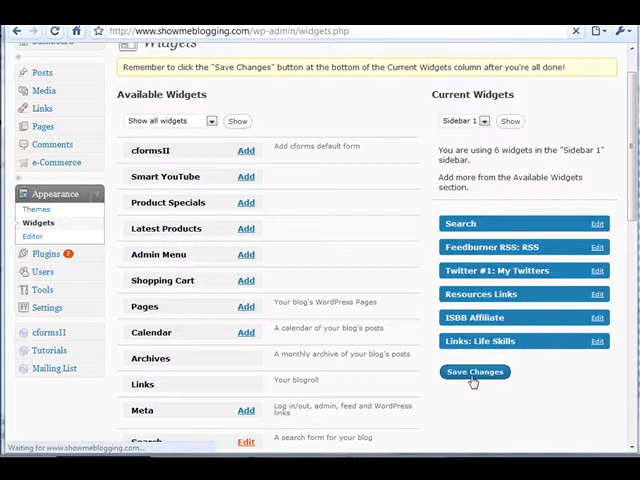 http://www.showmeblogging.com/wp-admin/widgets.php
Dashboard
Widgets
Remember to click the "Save Changes" button at the bottom of the Current Widgets column after you're all done!
Posts
Media
Links
Pages
Comments
e-Commerce
Appearance
Themes
Widgets
Editor
Plugins 7
Users
Tools
Settings
cformsII
Tutorials
Mailing List
Available Widgets
Show all widgets Show
cformsII Add Add cforms default form
Smart YouTube Add
Product Specials Add
Latest Products Add
Admin Menu Add
Shopping Cart Add
Pages Add Your blog's WordPress Pages
Calendar Add A calendar of your blog's posts
Archives A monthly archive of your blog's posts
Links Your blogroll
Meta Add Log in/out, admin, feed and WordPress
links
Search Edit A search form for your blog
Current Widgets
Sidebar 1 Show
You are using 6 widgets in the "Sidebar 1"
sidebar.
Add more from the Available Widgets
section.
Search Edit
Feedburner RSS: RSS Edit
Twitter #1: My Twitters Edit
Resources Links Edit
ISBB Affiliate Edit
Links: Life Skills Edit
Save Changes
Waiting for www.showmeblogging.com...